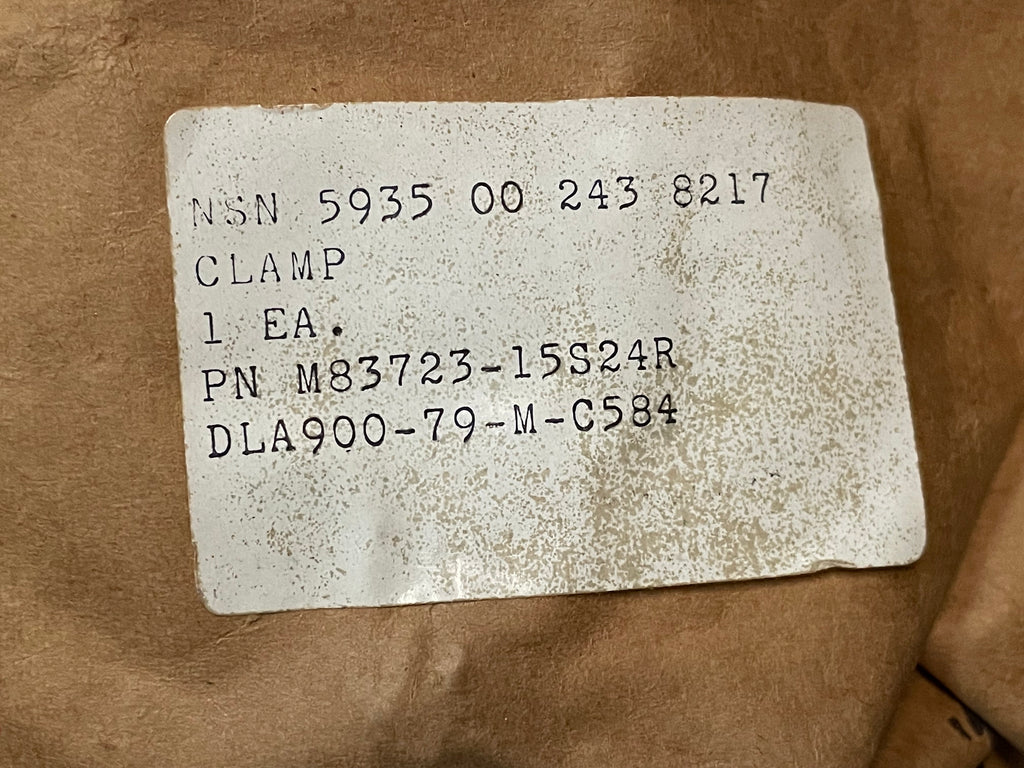 NSN 5935 00 243 8217
CLAMP
1 EA.
PN M83723-15S24R
DLA900-79-M-C584